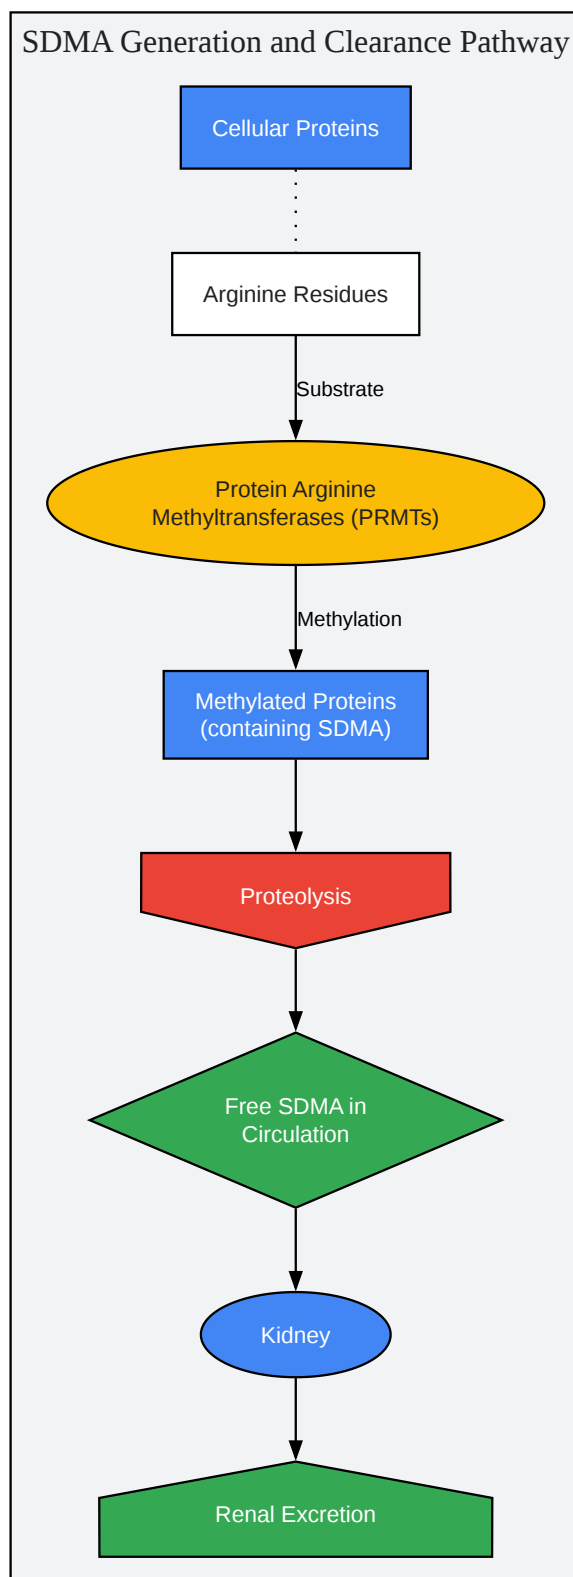 SDMA Generation and Clearance Pathway
Cellular Proteins
Arginine Residues
Substrate
Protein Arginine
Methyltransferases (PRMTs)
Methylation
Methylated Proteins
(containing SDMA)
Proteolysis
Free SDMA in
Circulation
Kidney
Renal Excretion